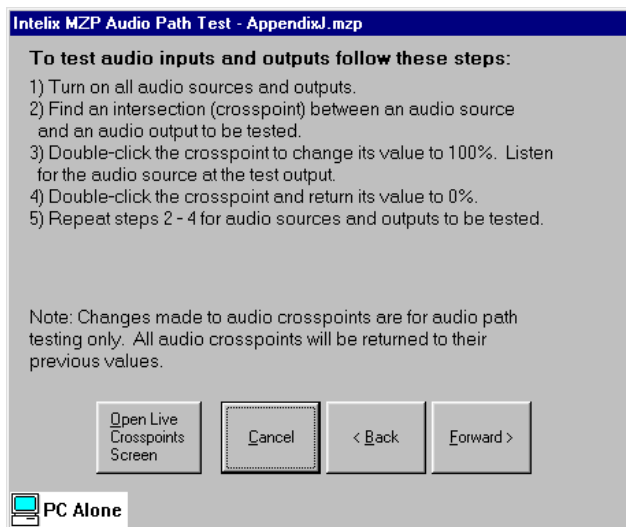 Intelix MZP Audio Path Test - AppendixJ.mzp
To test audio inputs and outputs follow these steps:
1) Turn on all audio sources and outputs.
2) Find an intersection (crosspoint) between an audio source
and an audio output to be tested.
3) Double-click the crosspoint to change its value to 100%. Listen
for the audio source at the test output.
4) Double-click the crosspoint and return its value to 0%.
5) Repeat steps 2 - 4 for audio sources and outputs to be tested.
Note: Changes made to audio crosspoints are for audio path
testing only. All audio crosspoints will be returned to their
previous values.
Open Live
Crosspoints
Screen
Cancel
< Back
Forward >
PC Alone